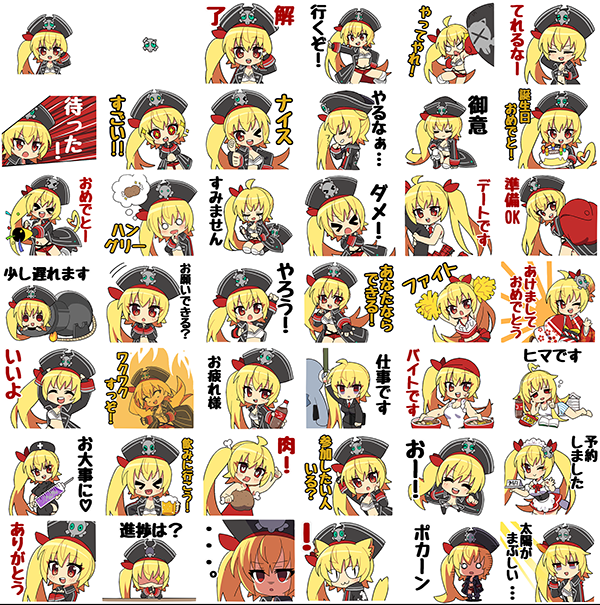 了解
行くぞ!
やってやれ!
てれるなー
待った!
すごい!!
ナイス
やるなぁ…
御意
誕生日
おめでと!
おめでとー
ハン
グリー
すみません
ダメー!
デートです
準備
OK
少し遅れます
お願いできる?
やろう!
あなたなら
できる!
ファイト
あけまして
おめでとう
いいよ
ワクワク
すっぞ!
お疲れ様
仕事です
バイトです
ヒマです
お大事に♡
飲みに行こう!
肉!
参加したい人
いる?
おー!
予約
しました
ありがとう
進捗は?
・・・。
!?
ポカーン
太陽が
まぶしい…